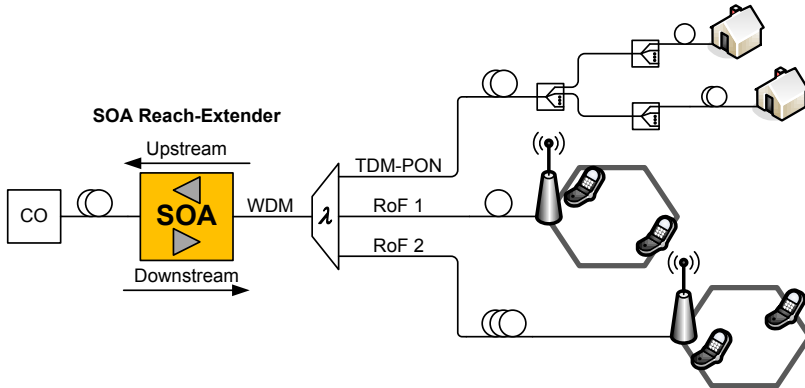 SOA Reach-Extender
Upstream
CO
SOA
WDM
Downstream
λ
TDM-PON
RoF 1
RoF 2